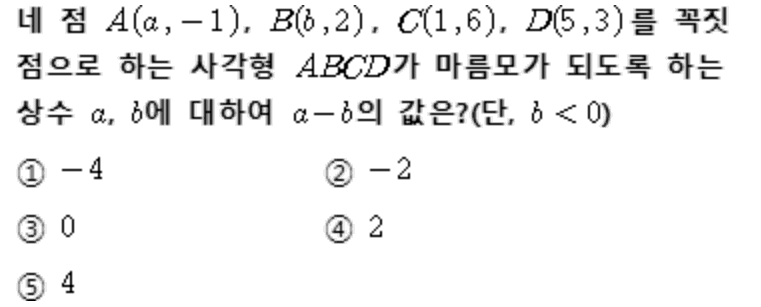 네 점 A(a, −1), B(b, 2), C(1, 6), D(5, 3)를 꼭짓
점으로 하는 사각형 ABCD가 마름모가 되도록 하는
상수 a, b에 대하여 a−b의 값은?(단, b < 0)
① −4 ② −2
③ 0 ④ 2
⑤ 4